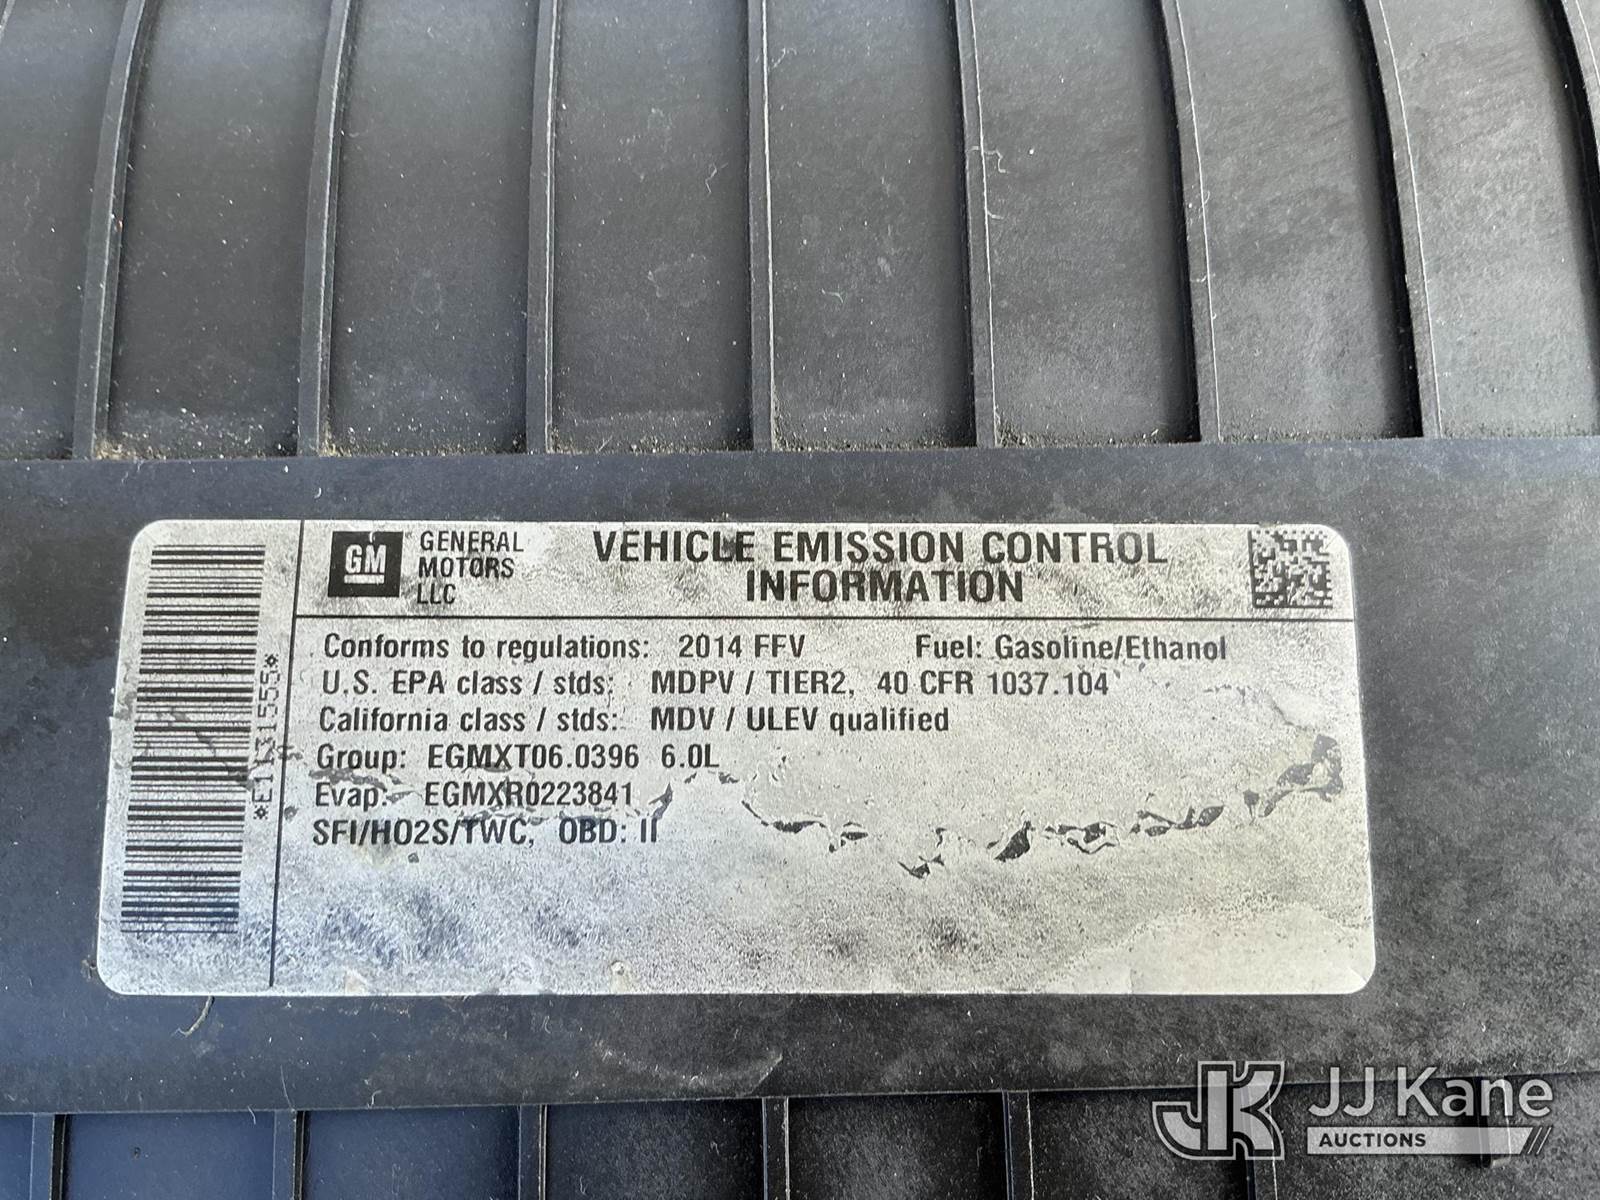 GM GENERAL MOTORS LLC
VEHICLE EMISSION CONTROL
INFORMATION
Conforms to regulations: 2014 FFV Fuel: Gasoline/Ethanol
U.S. EPA class / stds: MDPV / TIER2, 40 CFR 1037.104
California class / stds: MDV / ULEV qualified
Group: EGMXT06.0396 6.0L
Evap: EGMXR0223841
SFI/HO2S/TWC, OBD: II
JK JJ Kane
AUCTIONS